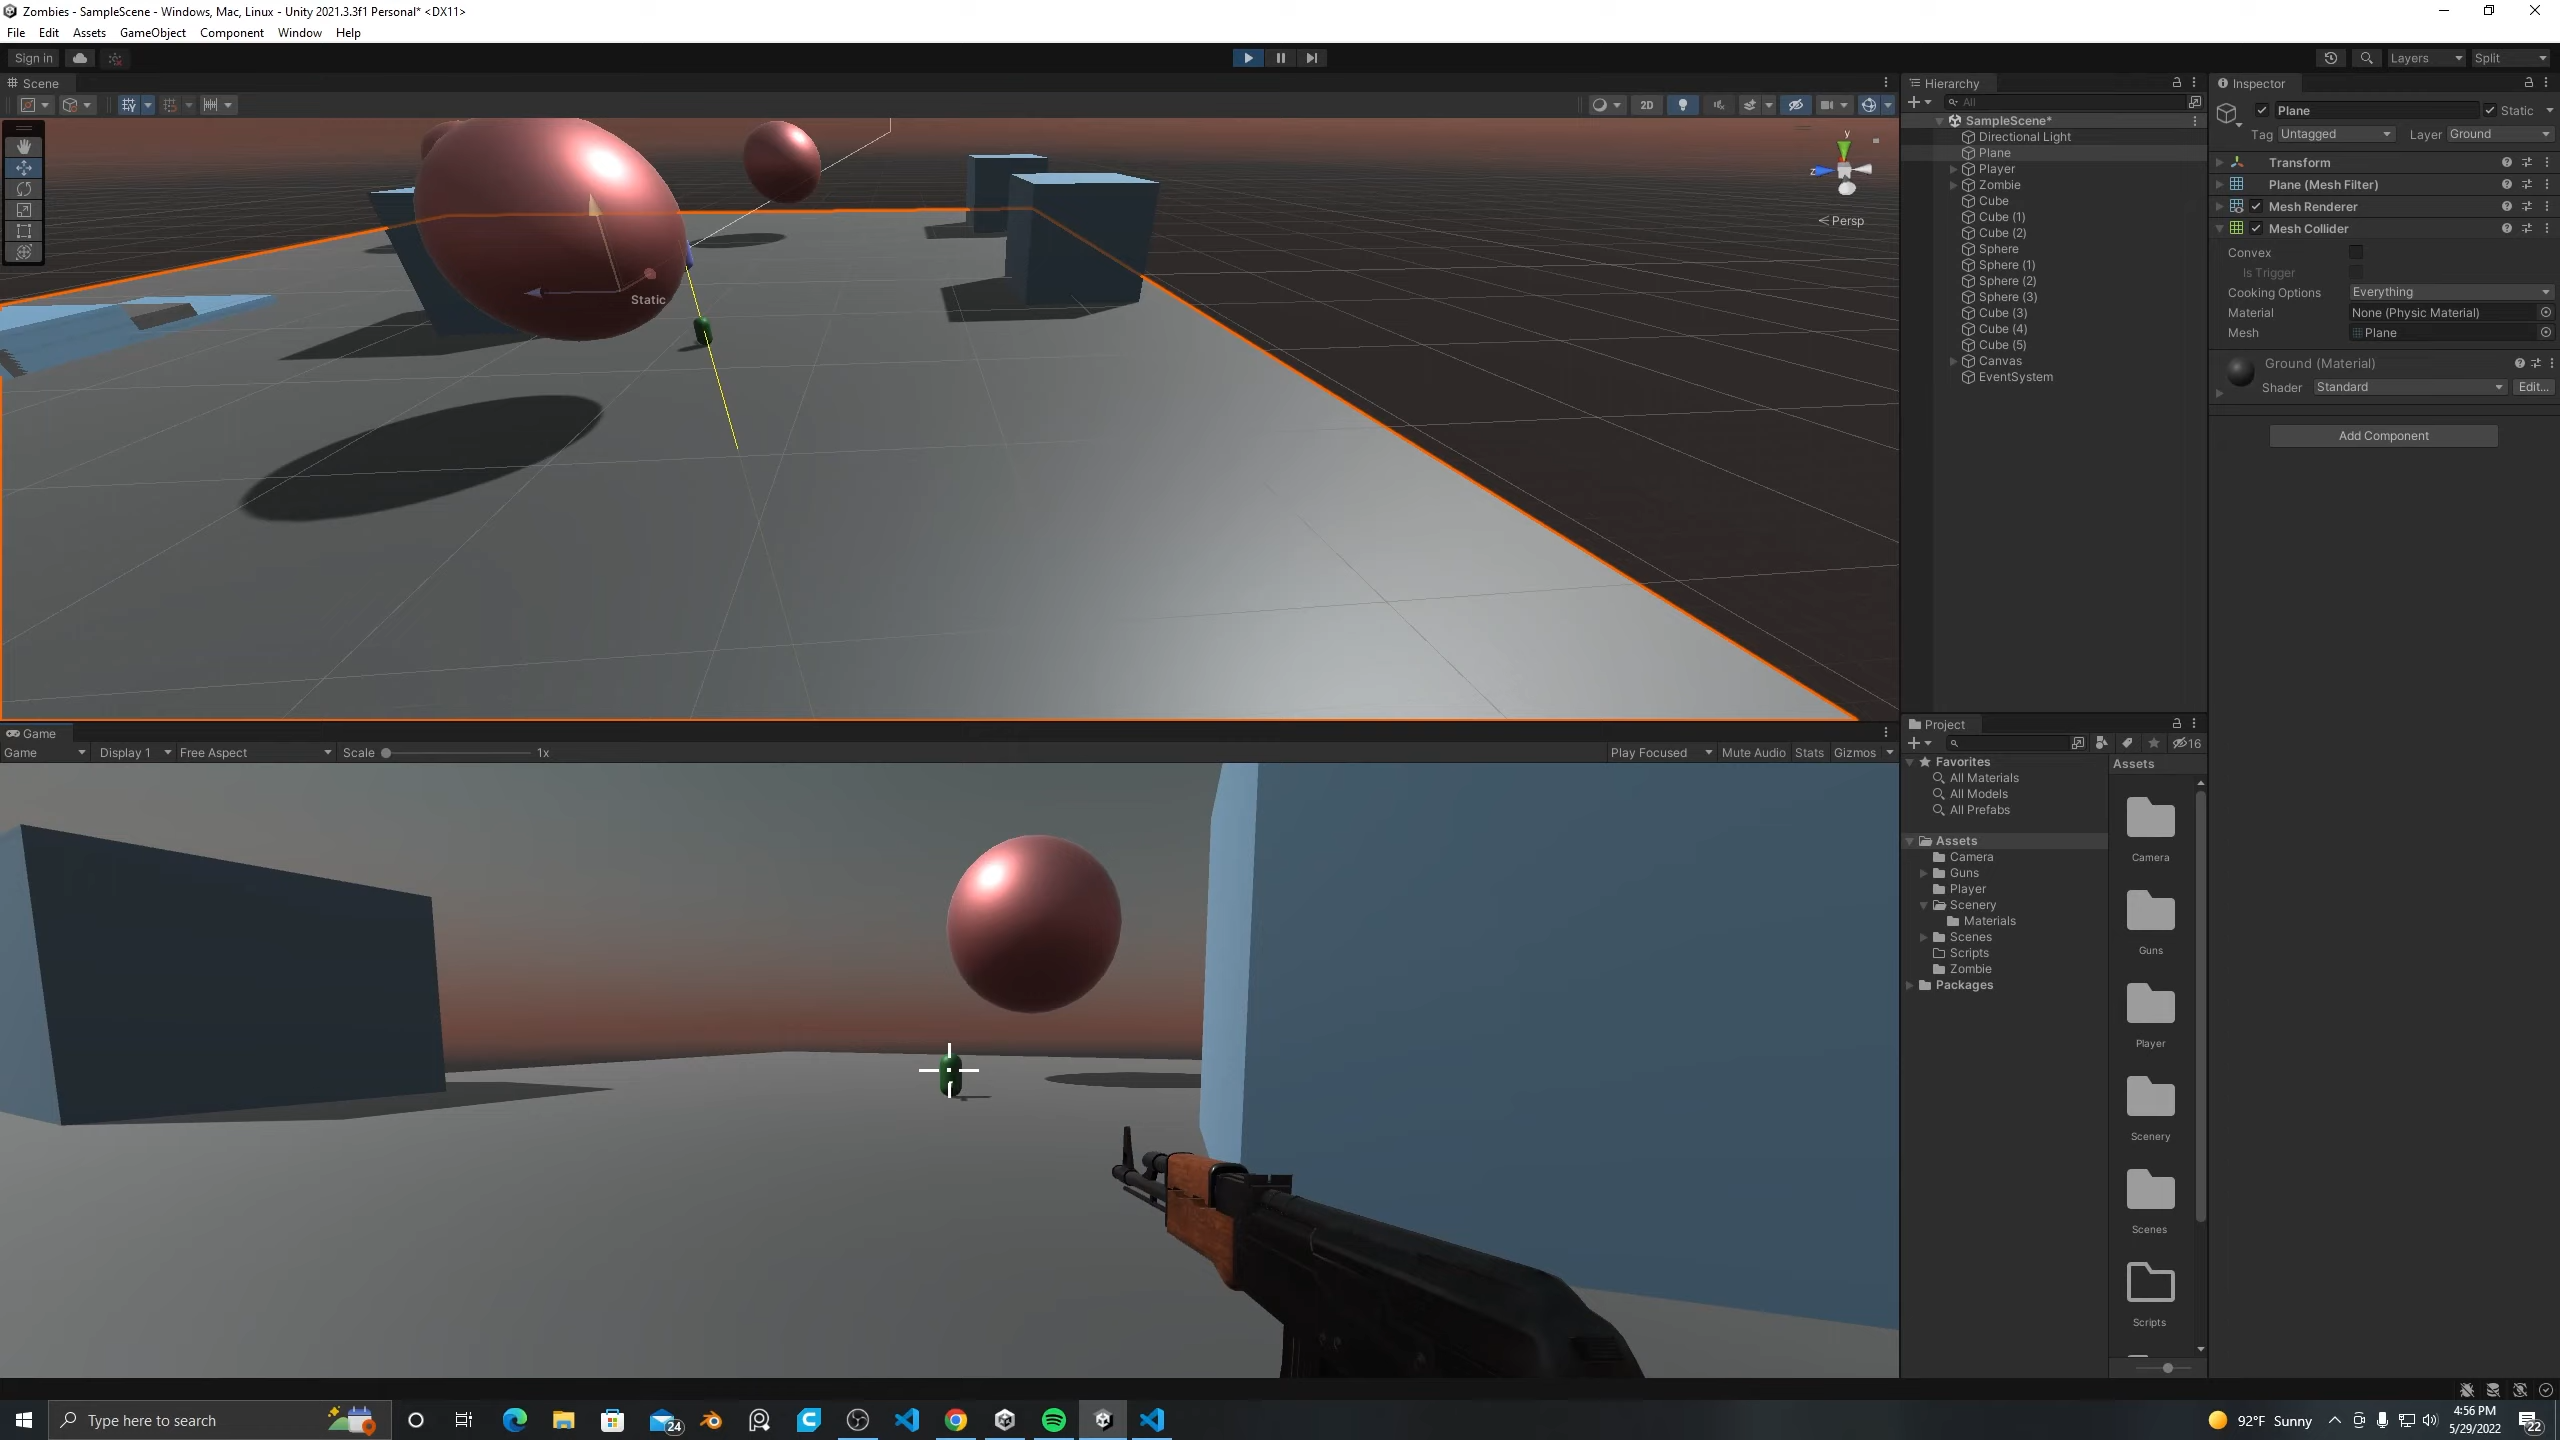 Zombies - SampleScene - Windows, Mac, Linux - Unity 2021.3.3f1 Personal* <DX11>
File Edit Assets GameObject Component Window Help
Sign in
Layers
Split
Scene
2D
y
z
< Persp
Static
Hierarchy
All
SampleScene*
Directional Light
Plane
Player
Zombie
Cube
Cube (1)
Cube (2)
Sphere
Sphere (1)
Sphere (2)
Sphere (3)
Cube (3)
Cube (4)
Cube (5)
Canvas
EventSystem
Inspector
Plane
Static
Tag Untagged
Layer Ground
Transform
Plane (Mesh Filter)
Mesh Renderer
Mesh Collider
Convex
Is Trigger
Cooking Options Everything
Material None (Physic Material)
Mesh Plane
Ground (Material)
Shader Standard Edit...
Add Component
Game
Game Display 1 Free Aspect Scale 1x
Play Focused Mute Audio Stats Gizmos
Project
16
Favorites
All Materials
All Models
All Prefabs
Assets
Camera
Guns
Player
Scenery
Materials
Scenes
Scripts
Zombie
Packages
Assets
Camera
Guns
Player
Scenery
Scenes
Scripts
Type here to search
24
92°F Sunny
4:56 PM
5/29/2022
22